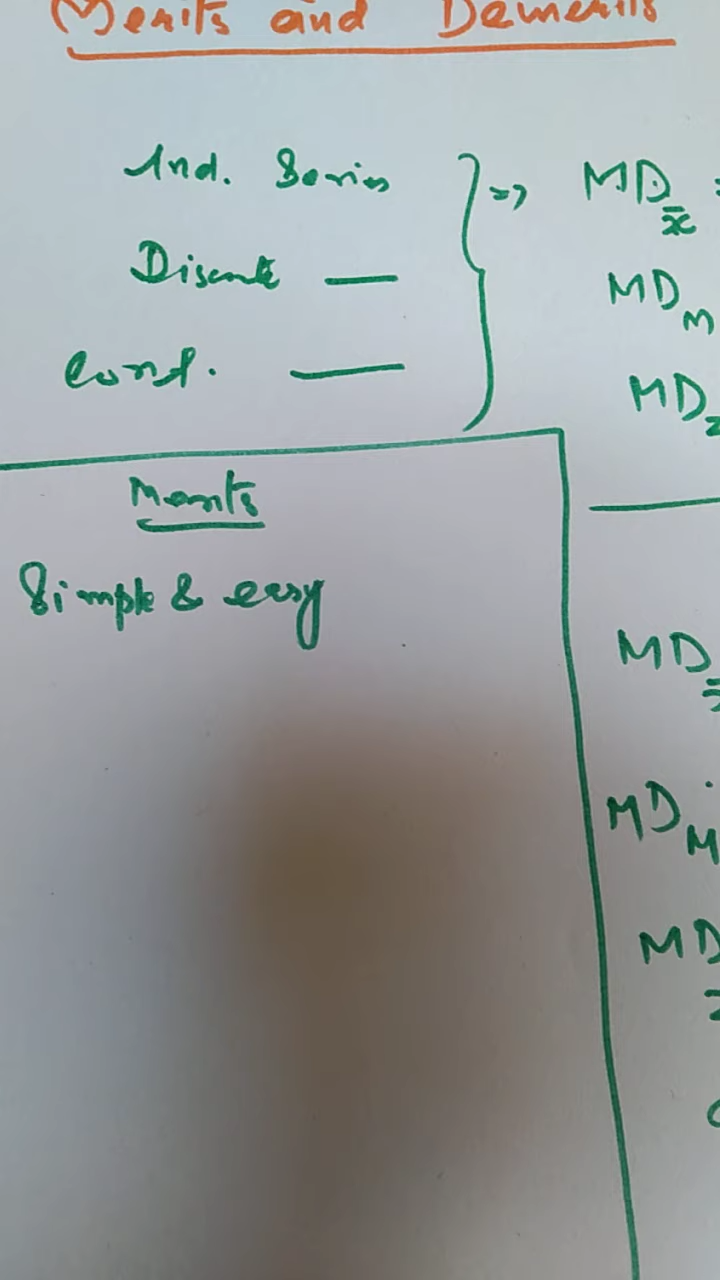 Merits and Demerits
Ind. Series } => MD x̄
Discrete — MD M
Cont. — MD z
Merits
Simple & easy
MD x̄
MD M
MD z